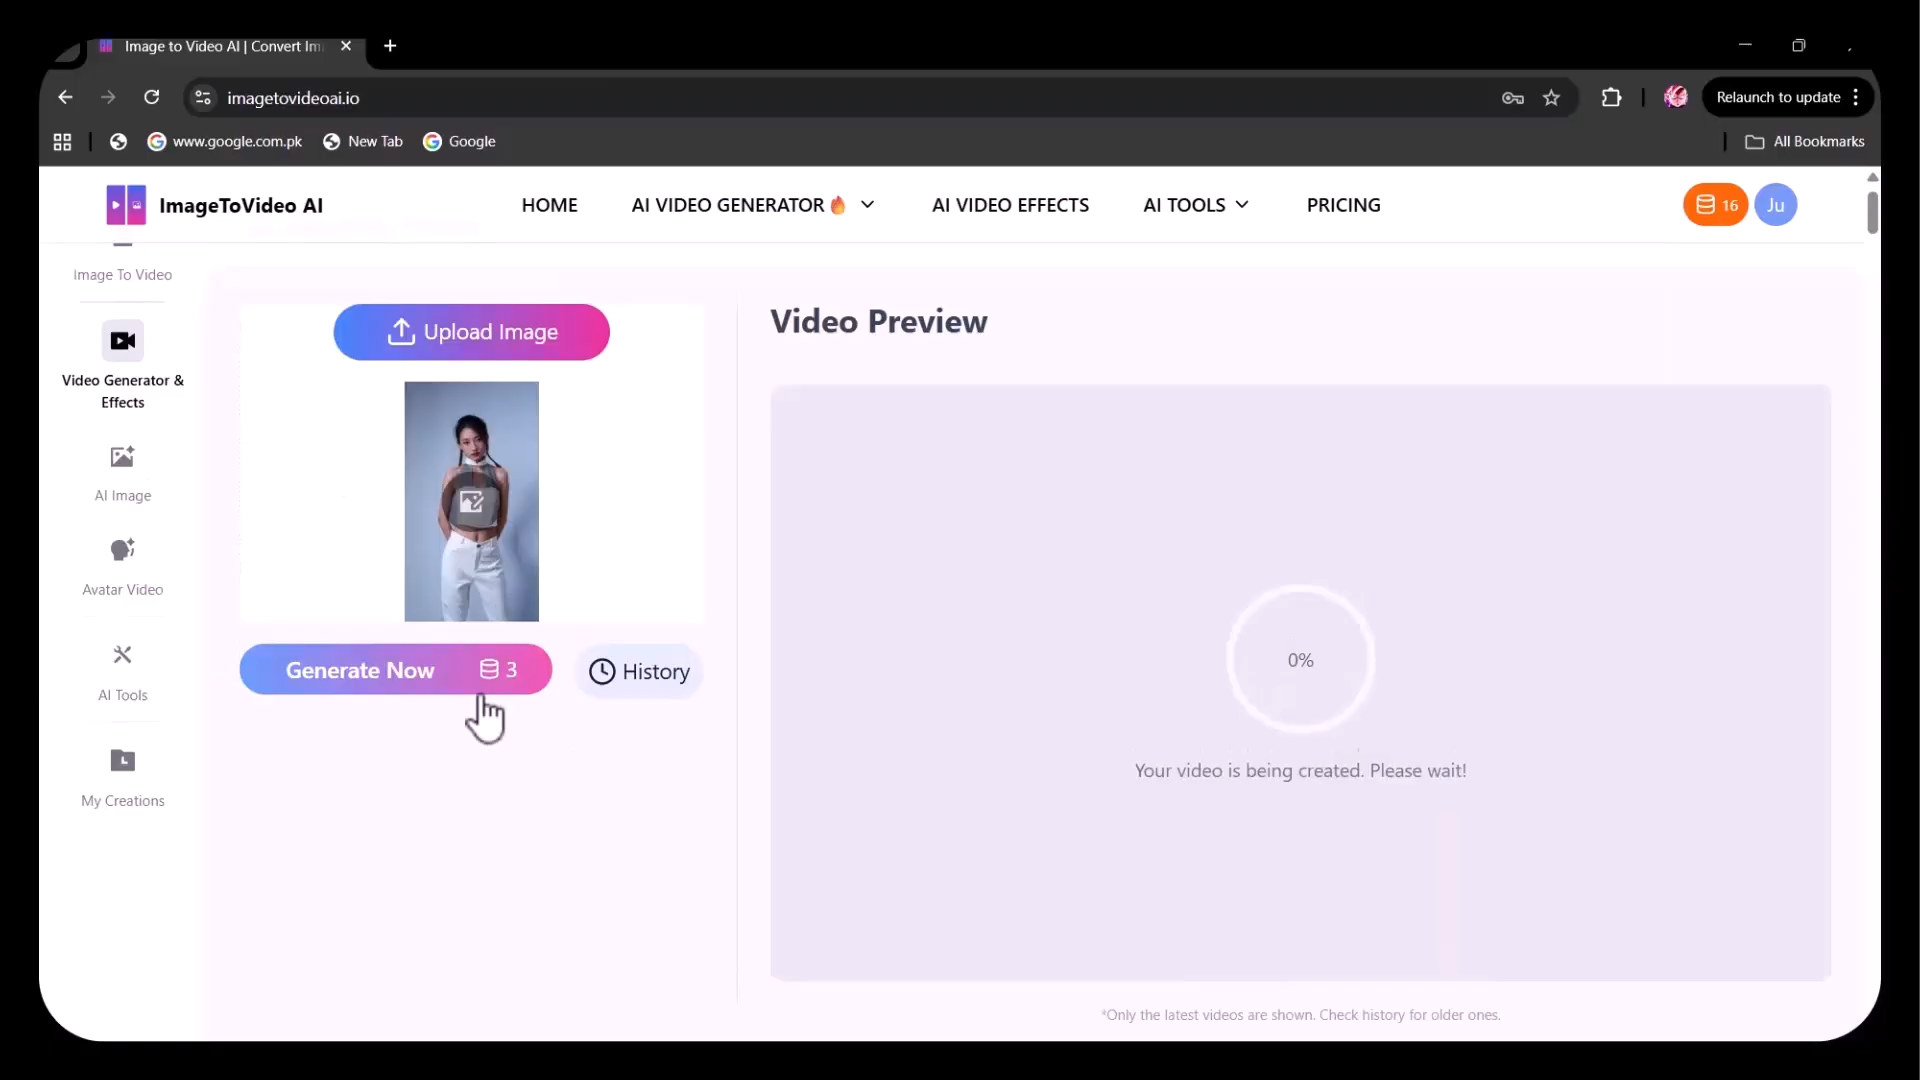 Image to Video AI | Convert Im
imagetovideoai.io
Relaunch to update
www.google.com.pk
New Tab
Google
All Bookmarks
ImageToVideo AI
HOME
AI VIDEO GENERATOR🔥
AI VIDEO EFFECTS
AI TOOLS
PRICING
16
Ju
Image To Video
Video Generator &
Effects
AI Image
Avatar Video
AI Tools
My Creations
Upload Image
Generate Now
3
History
Video Preview
0%
Your video is being created. Please wait!
*Only the latest videos are shown. Check history for older ones.